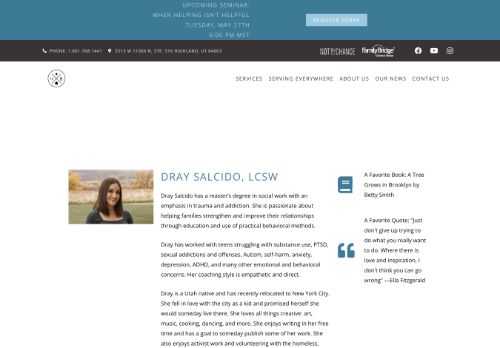 UPCOMING SEMINAR:
WHEN HELPING ISN'T HELPFUL
TUESDAY, MAY 27TH
6:00 PM MST
REGISTER TODAY
PHONE: 1.801.768.1441
5513 W 11000 N, STE. 316 HIGHLAND, UT 84003
NOT BY CHANCE
FamilyBridge
SERVICES
SERVING EVERYWHERE
ABOUT US
OUR NEWS
CONTACT US
DRAY SALCIDO, LCSW
Dray Salcido has a master's degree in social work with an
emphasis in trauma and addiction. She is passionate about
helping families strengthen and improve their relationships
through education and use of practical behavioral methods.
Dray has worked with teens struggling with substance use, PTSD,
sexual addictions and offenses, Autism, self-harm, anxiety,
depression, ADHD, and many other emotional and behavioral
concerns. Her coaching style is empathetic and direct.
Dray is a Utah native and has recently relocated to New York City.
She fell in love with the city as a kid and promised herself she
would someday live there. She loves all things creative: art,
music, cooking, dancing, and more. She enjoys writing in her free
time and has a goal to someday publish some of her work. She
also enjoys activist work and volunteering with the homeless.
A Favorite Book: A Tree
Grows in Brooklyn by
Betty Smith
A Favorite Quote: "Just
don't give up trying to
do what you really want
to do. Where there is
love and inspiration, I
don't think you can go
wrong" —Ella Fitzgerald